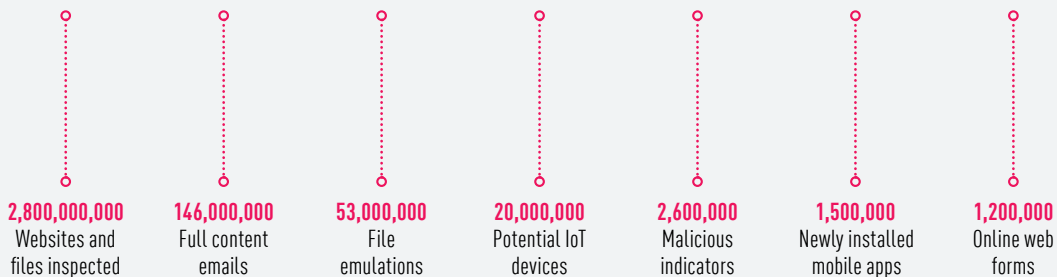 2,800,000,000
Websites and
files inspected
146,000,000
Full content
emails
53,000,000
File
emulations
20,000,000
Potential IoT
devices
2,600,000
Malicious
indicators
1,500,000
Newly installed
mobile apps
1,200,000
Online web
forms